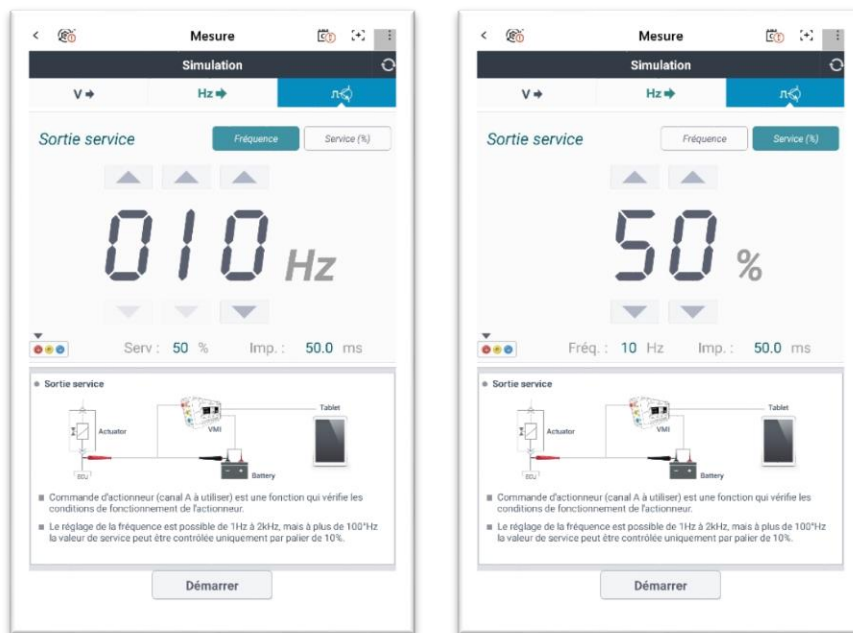 Mesure
Simulation
V
Hz
Sortie service
Fréquence
Service (%)
010 Hz
Serv : 50 % Imp. : 50.0 ms
Sortie service
Actuator
ECU
VMI
Battery
Tablet
Commande d'actionneur (canal A à utiliser) est une fonction qui vérifie les
conditions de fonctionnement de l'actionneur.
Le réglage de la fréquence est possible de 1Hz à 2kHz, mais à plus de 100°Hz
la valeur de service peut être contrôlée uniquement par palier de 10%.
Démarrer
Mesure
Simulation
V
Hz
Sortie service
Fréquence
Service (%)
50 %
Fréq. : 10 Hz Imp. : 50.0 ms
Sortie service
Actuator
ECU
VMI
Battery
Tablet
Commande d'actionneur (canal A à utiliser) est une fonction qui vérifie les
conditions de fonctionnement de l'actionneur.
Le réglage de la fréquence est possible de 1Hz à 2kHz, mais à plus de 100°Hz
la valeur de service peut être contrôlée uniquement par palier de 10%.
Démarrer